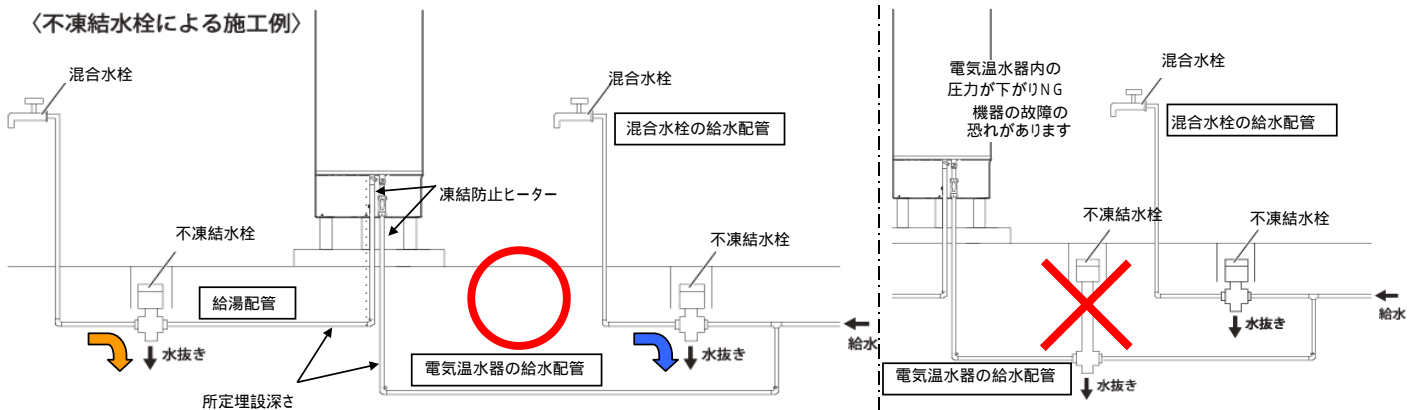 〈不凍結水栓による施工例〉
混合水栓
混合水栓
混合水栓の給水配管
凍結防止ヒーター
不凍結水栓
不凍結水栓
給湯配管
給水
水抜き
水抜き
電気温水器の給水配管
所定埋設深さ
電気温水器内の
圧力が下がりNG
機器の故障の
恐れがあります
混合水栓
混合水栓の給水配管
不凍結水栓
不凍結水栓
給水
水抜き
電気温水器の給水配管
水抜き